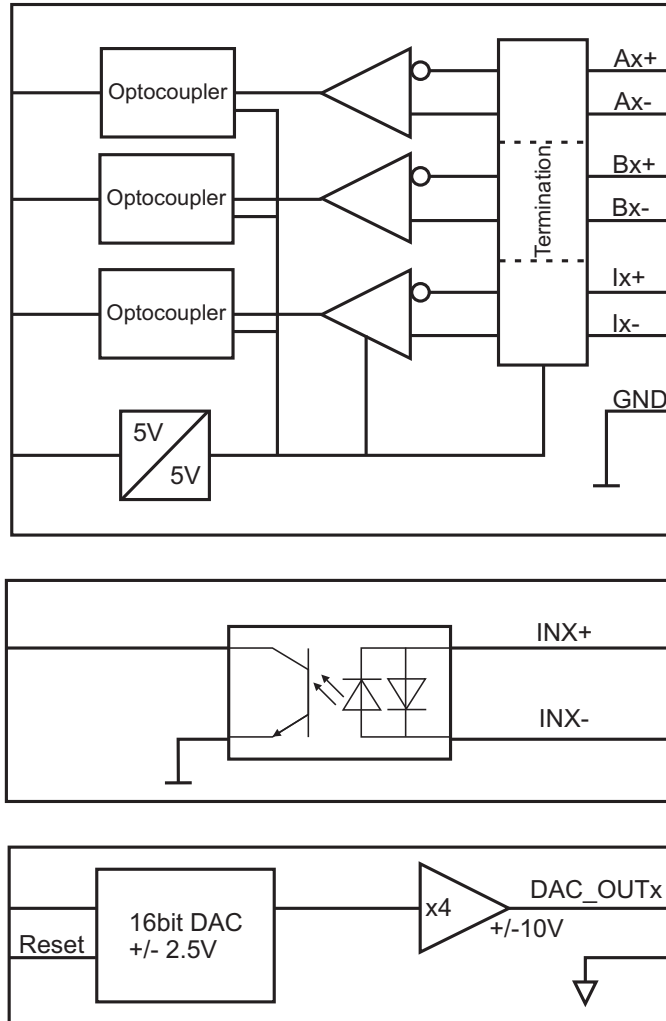 Ax+
Optocoupler
Ax-
Termination
Bx+
Optocoupler
Bx-
Ix+
Optocoupler
Ix-
GND
5V
5V
INX+
INX-
DAC_OUTx
x4
16bit DAC
+/-10V
Reset
+/- 2.5V